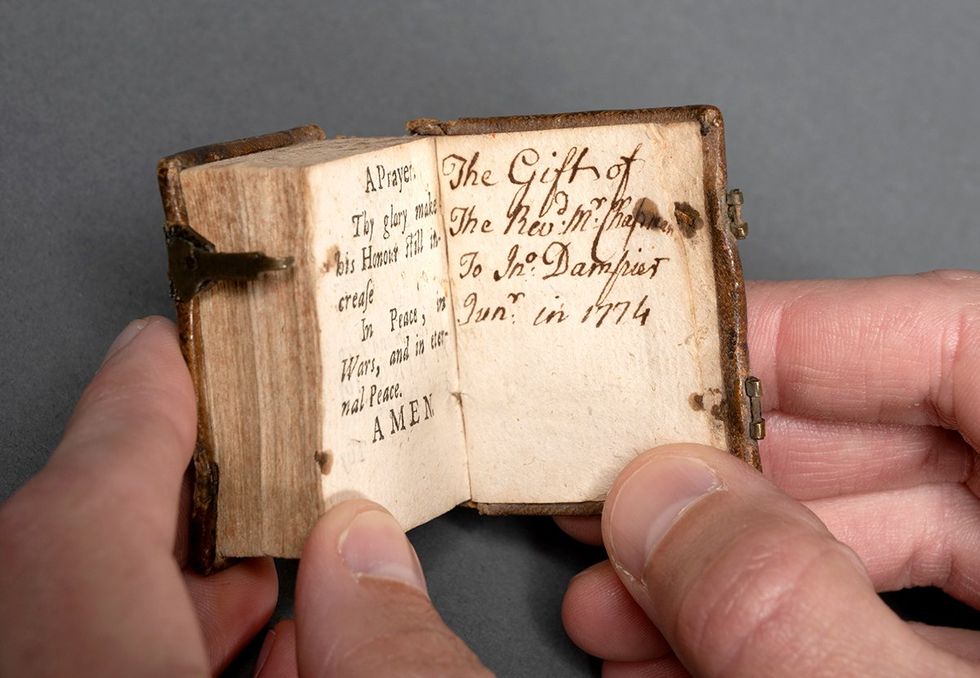 A Prayer.
Thy glory make
his Honour ſtill in-
creaſe
In Peace, in
Wars, and in eter-
nal Peace.
AMEN
The Gift of
The Revd. Mr. Chapman
To Jno. Dampier
Junr. in 1774